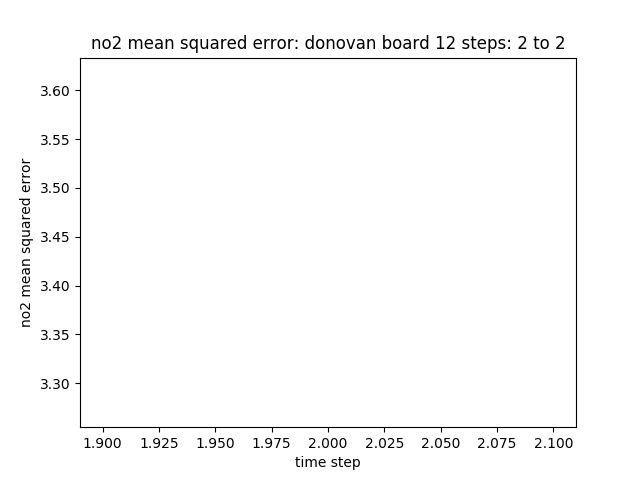 no2 mean squared error: donovan board 12 steps: 2 to 2
3.60
3.55
3.50
3.45
3.40
3.35
3.30
no2 mean squared error
1.900 1.925 1.950 1.975 2.000 2.025 2.050 2.075 2.100
time step